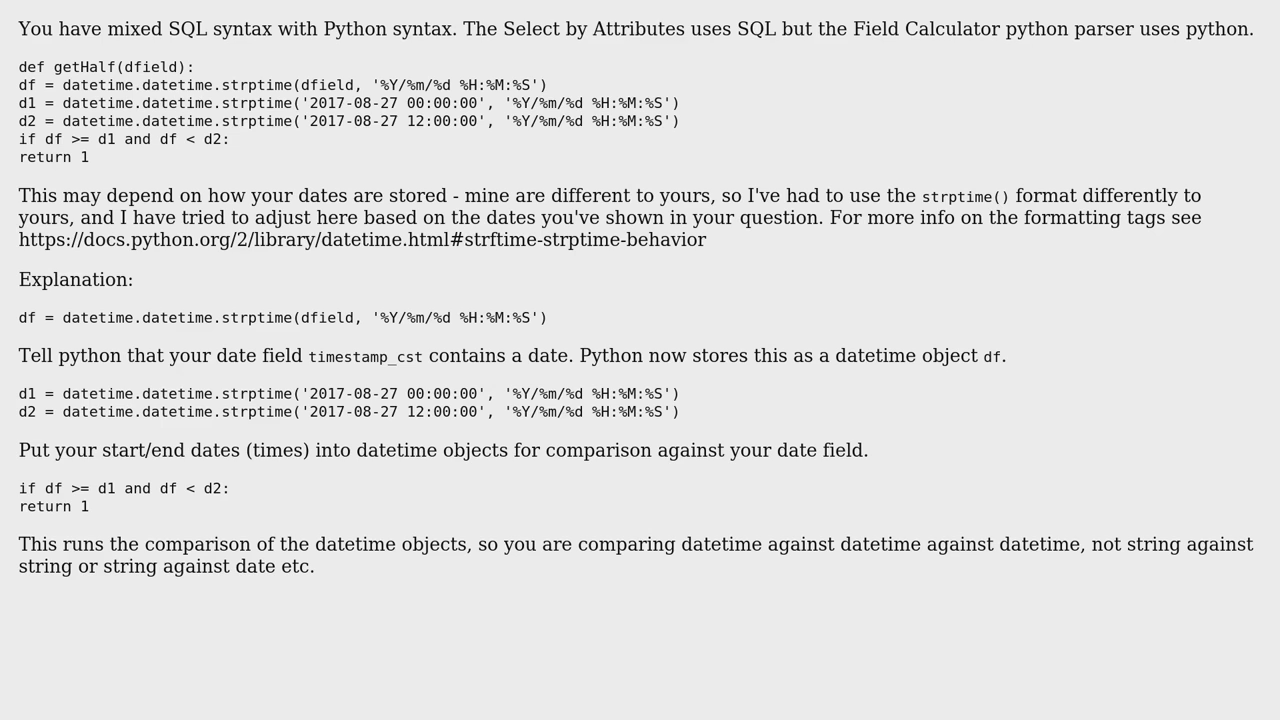 You have mixed SQL syntax with Python syntax. The Select by Attributes uses SQL but the Field Calculator python parser uses python.
def getHalf(dfield):
df = datetime.datetime.strptime(dfield, '%Y/%m/%d %H:%M:%S')
d1 = datetime.datetime.strptime('2017-08-27 00:00:00', '%Y/%m/%d %H:%M:%S')
d2 = datetime.datetime.strptime('2017-08-27 12:00:00', '%Y/%m/%d %H:%M:%S')
if df >= d1 and df < d2:
return 1
This may depend on how your dates are stored - mine are different to yours, so I've had to use the strptime() format differently to
yours, and I have tried to adjust here based on the dates you've shown in your question. For more info on the formatting tags see
https://docs.python.org/2/library/datetime.html#strftime-strptime-behavior
Explanation:
df = datetime.datetime.strptime(dfield, '%Y/%m/%d %H:%M:%S')
Tell python that your date field timestamp_cst contains a date. Python now stores this as a datetime object df.
d1 = datetime.datetime.strptime('2017-08-27 00:00:00', '%Y/%m/%d %H:%M:%S')
d2 = datetime.datetime.strptime('2017-08-27 12:00:00', '%Y/%m/%d %H:%M:%S')
Put your start/end dates (times) into datetime objects for comparison against your date field.
if df >= d1 and df < d2:
return 1
This runs the comparison of the datetime objects, so you are comparing datetime against datetime against datetime, not string against
string or string against date etc.